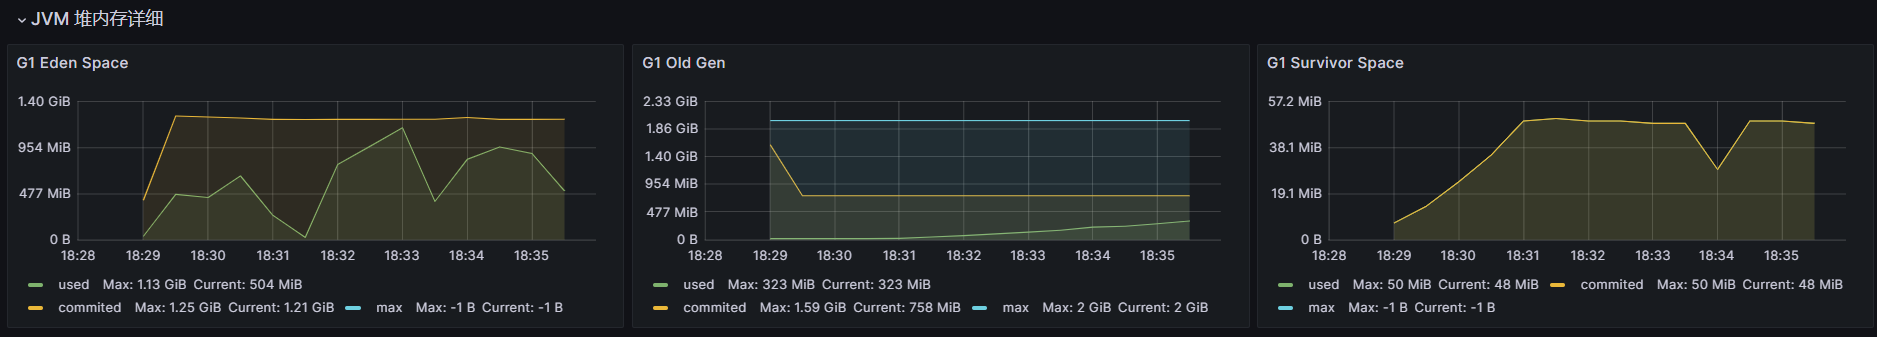 JVM 堆内存详细
G1 Eden Space
1.40 GiB
954 MiB
477 MiB
0 B
18:28 18:29 18:30 18:31 18:32 18:33 18:34 18:35
used Max: 1.13 GiB Current: 504 MiB
commited Max: 1.25 GiB Current: 1.21 GiB max Max: -1 B Current: -1 B
G1 Old Gen
2.33 GiB
1.86 GiB
1.40 GiB
954 MiB
477 MiB
0 B
18:28 18:29 18:30 18:31 18:32 18:33 18:34 18:35
used Max: 323 MiB Current: 323 MiB
commited Max: 1.59 GiB Current: 758 MiB max Max: 2 GiB Current: 2 GiB
G1 Survivor Space
57.2 MiB
38.1 MiB
19.1 MiB
0 B
18:28 18:29 18:30 18:31 18:32 18:33 18:34 18:35
used Max: 50 MiB Current: 48 MiB commited Max: 50 MiB Current: 48 MiB
max Max: -1 B Current: -1 B